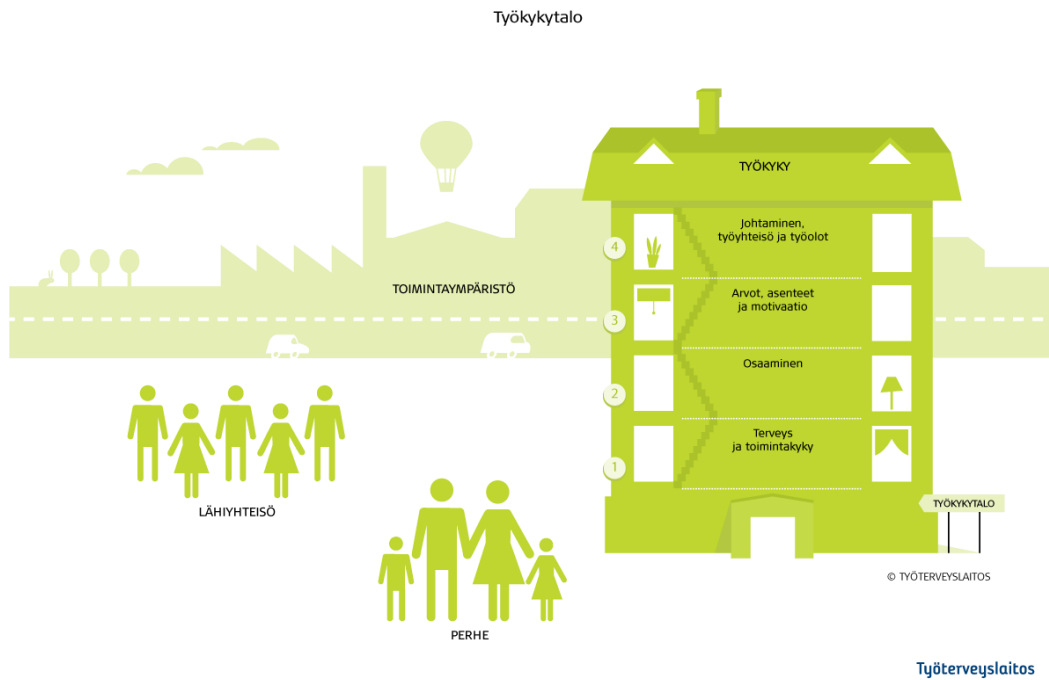 Työkykytalo
TYÖKYKY
4
Johtaminen,
työyhteisö ja työolot
TOIMINTAYMPÄRISTÖ
3
Arvot, asenteet
ja motivaatio
2
Osaaminen
1
Terveys
ja toimintakyky
LÄHIYHTEISÖ
TYÖKYKYTALO
© TYÖTERVEYSLAITOS
PERHE
Työterveyslaitos